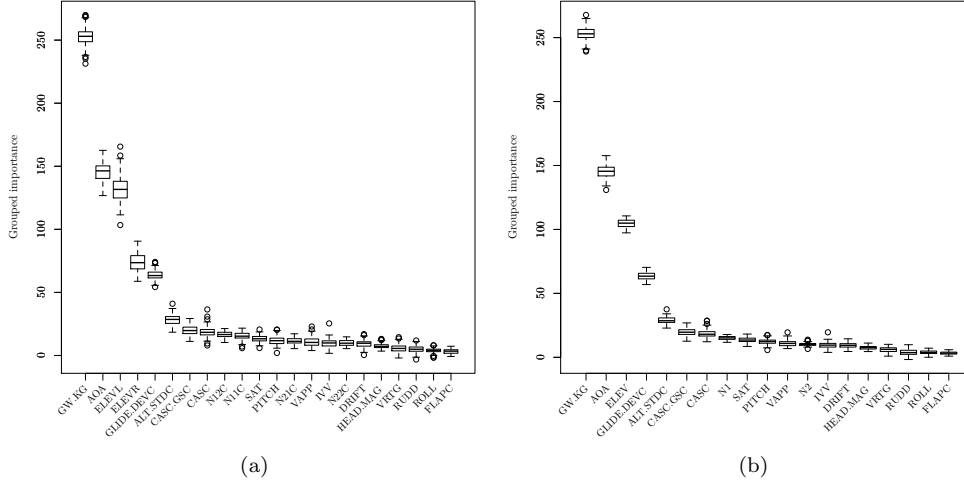 Grouped importance
250
200
150
100
50
0
GW.KG
AOA
ELEVL
ELEVR
GLIDE.DEVC
ALT.STDC
CASC.GSC
CASC
N12C
N11C
SAT
PITCH
N21C
VAPP
IVV
N22C
DRIFT
HEAD.MAG
VRTG
RUDD
ROLL
FLAPC
(a)
Grouped importance
250
200
150
100
50
0
GW.KG
AOA
ELEV
GLIDE.DEVC
ALT.STDC
CASC.GSC
CASC
N1
SAT
PITCH
VAPP
N2
IVV
DRIFT
HEAD.MAG
VRTG
RUDD
ROLL
FLAPC
(b)